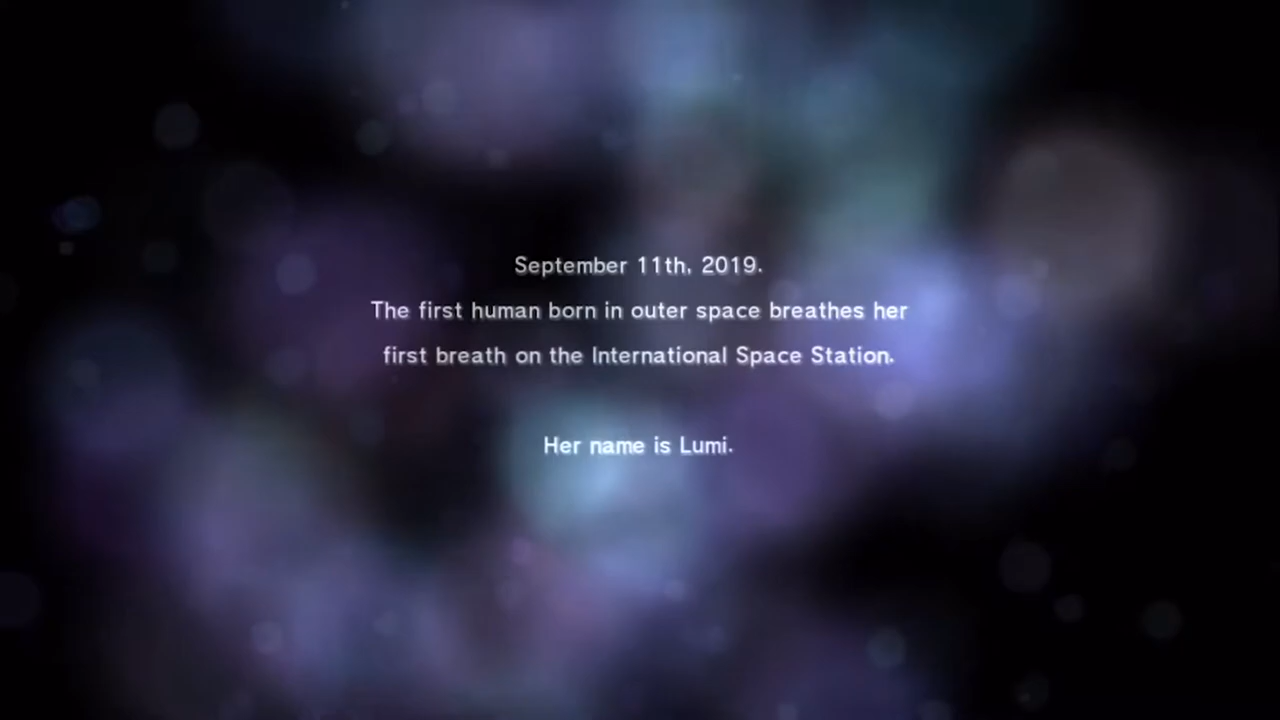 September 11th, 2019.
The first human born in outer space breathes her
first breath on the International Space Station.
Her name is Lumi.